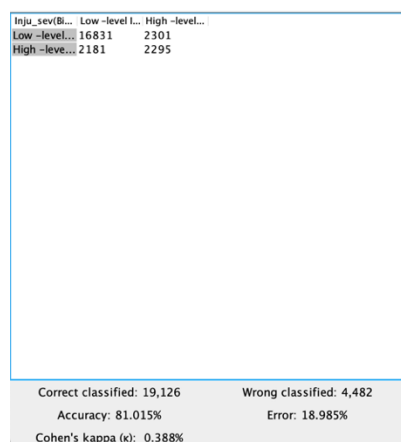 Inju_sev(Bi... Low -level I... High -level...
Low -level... 16831 2301
High -leve... 2181 2295
Correct classified: 19,126 Wrong classified: 4,482
Accuracy: 81.015% Error: 18.985%
Cohen's kappa (κ): 0.388%